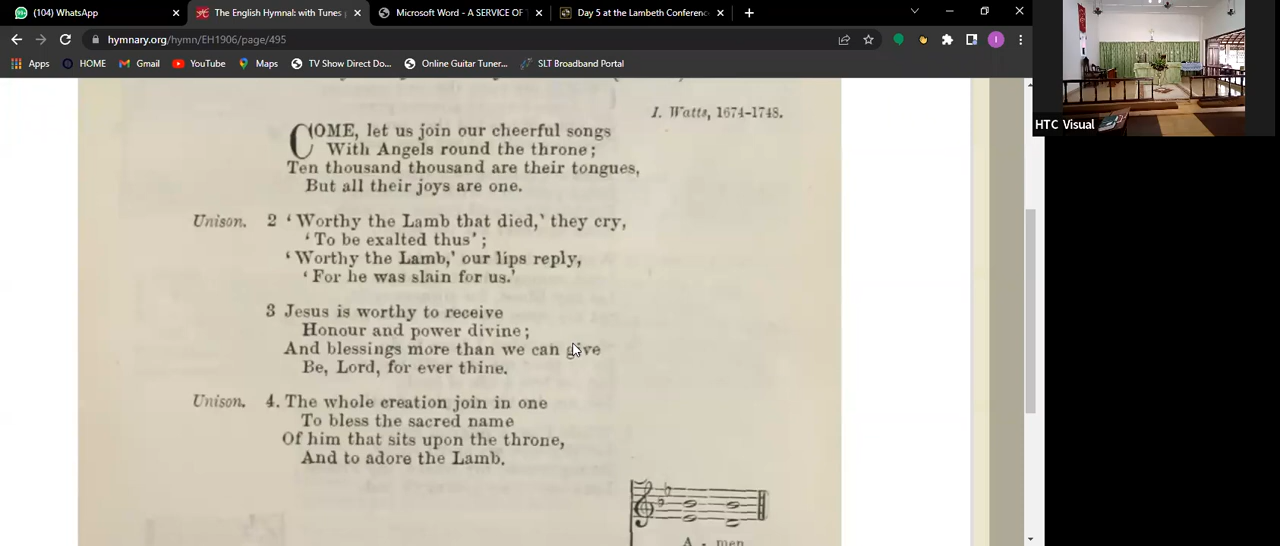 (104) WhatsApp
The English Hymnal: with Tunes
Microsoft Word - A SERVICE OF
Day 5 at the Lambeth Conferenc
hymnary.org/hymn/EH1906/page/495
I
Apps HOME Gmail YouTube Maps TV Show Direct Do... Online Guitar Tuner... SLT Broadband Portal
HTC Visual
I. Watts, 1674-1748.
COME, let us join our cheerful songs
With Angels round the throne;
Ten thousand thousand are their tongues,
But all their joys are one.
Unison. 2 ‘Worthy the Lamb that died,’ they cry,
‘To be exalted thus’;
‘Worthy the Lamb,’ our lips reply,
‘For he was slain for us.’
3 Jesus is worthy to receive
Honour and power divine;
And blessings more than we can give
Be, Lord, for ever thine.
Unison. 4. The whole creation join in one
To bless the sacred name
Of him that sits upon the throne,
And to adore the Lamb.
A - men